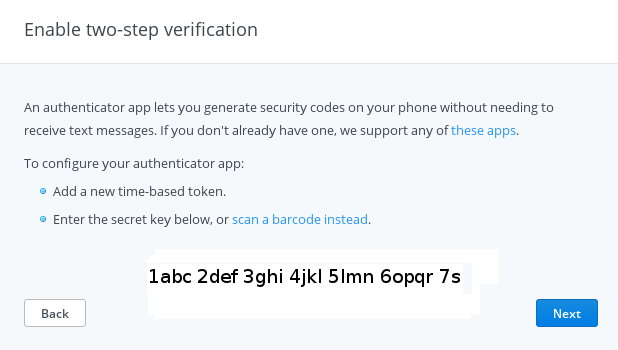 Enable two-step verification
An authenticator app lets you generate security codes on your phone without needing to
receive text messages. If you don't already have one, we support any of these apps.
To configure your authenticator app:
Add a new time-based token.
Enter the secret key below, or scan a barcode instead.
1abc 2def 3ghi 4jkl 5lmn 6opqr 7s
Back
Next